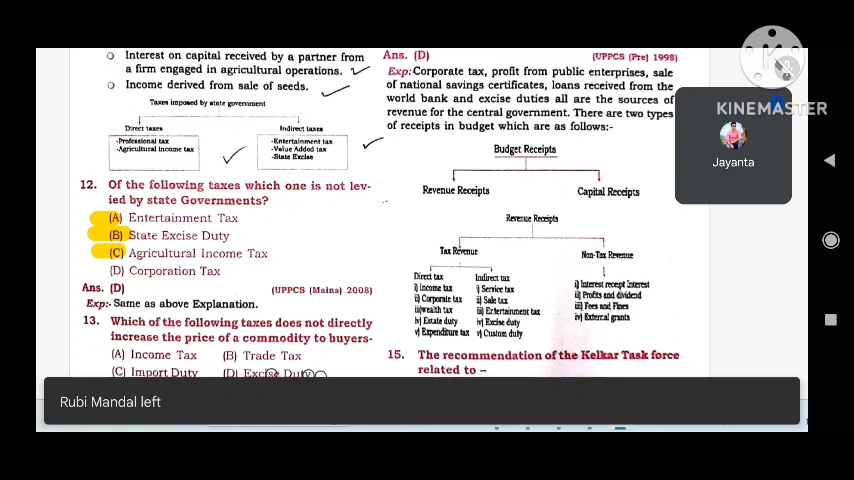 Interest on capital received by a partner from
a firm engaged in agricultural operations.
Income derived from sale of seeds.
Taxes imposed by state government
Direct taxes
-Professional tax
-Agricultural income tax
Indirect taxes
-Entertainment tax
-Value Added tax
-State Excise
12. Of the following taxes which one is not lev-
ied by state Governments?
(A) Entertainment Tax
(B) State Excise Duty
(C) Agricultural Income Tax
(D) Corporation Tax
Ans. (D) (UPPCS (Mains) 2008)
Exp:- Same as above Explanation.
13. Which of the following taxes does not directly
increase the price of a commodity to buyers-
(A) Income Tax (B) Trade Tax
(C) Import Duty (D) Excise Duty
Ans. (D) (UPPCS (Pre) 1998)
Exp: Corporate tax, profit from public enterprises, sale
of national savings certificates, loans received from the
world bank and excise duties all are the sources of
revenue for the central government. There are two types
of receipts in budget which are as follows:-
Budget Receipts
Revenue Receipts Capital Receipts
Revenue Receipts
Tax Revenue Non-Tax Revenue
Direct tax
i) Income tax
ii) Corporate tax
iii)wealth tax
iv) Estate duty
v) Expenditure tax
Indirect tax
i) Service tax
ii) Sale tax
iii) Entertainment tax
iv) Excise duty
v) Custom duty
i) Interest receipt Interest
ii) Profits and dividend
iii) Fees and Fines
iv) External grants
15. The recommendation of the Kelkar Task force
related to -
KINEMASTER
Jayanta
Rubi Mandal left